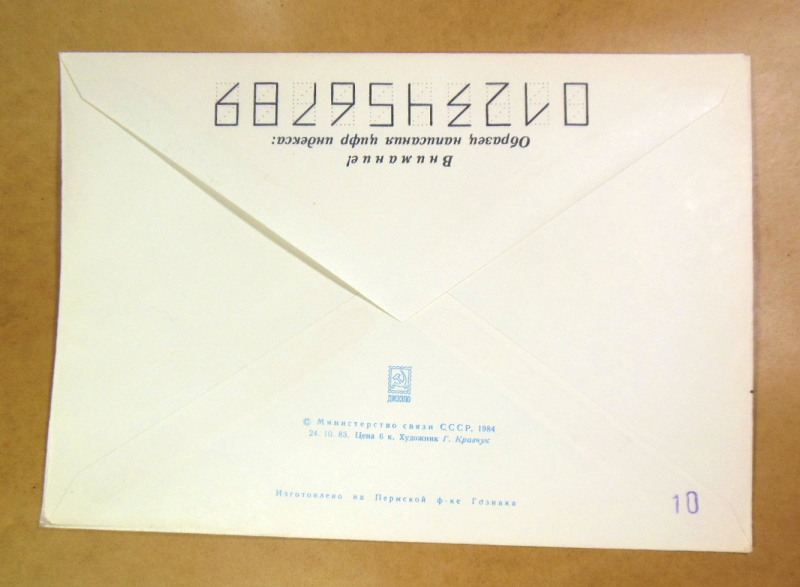 Внимание!
Образец написания цифр индекса:
0123456789
© Министерство связи СССР, 1984
24. 10. 83. Цена 6 к. Художник Г. Кравчук
Изготовлено на Пермской ф-ке Гознака
10